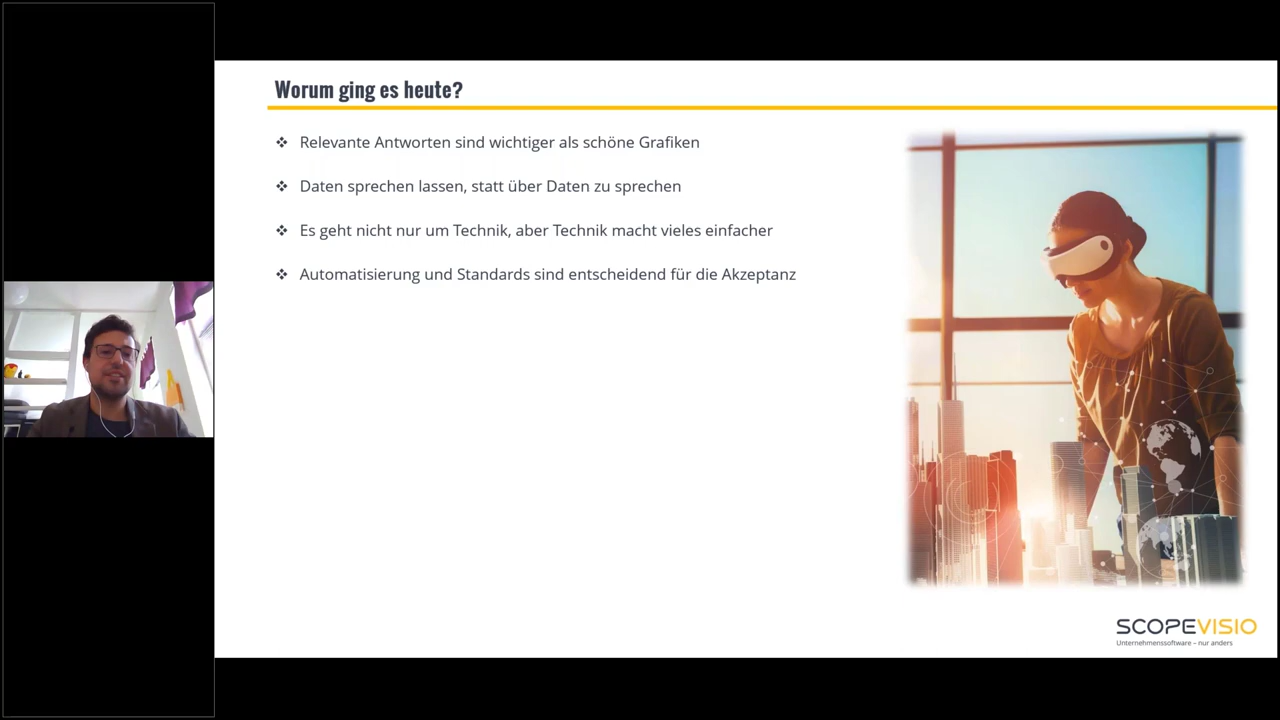 Worum ging es heute?
❖ Relevante Antworten sind wichtiger als schöne Grafiken
❖ Daten sprechen lassen, statt über Daten zu sprechen
❖ Es geht nicht nur um Technik, aber Technik macht vieles einfacher
❖ Automatisierung und Standards sind entscheidend für die Akzeptanz
SCOPEVISIO
Unternehmenssoftware – nur anders